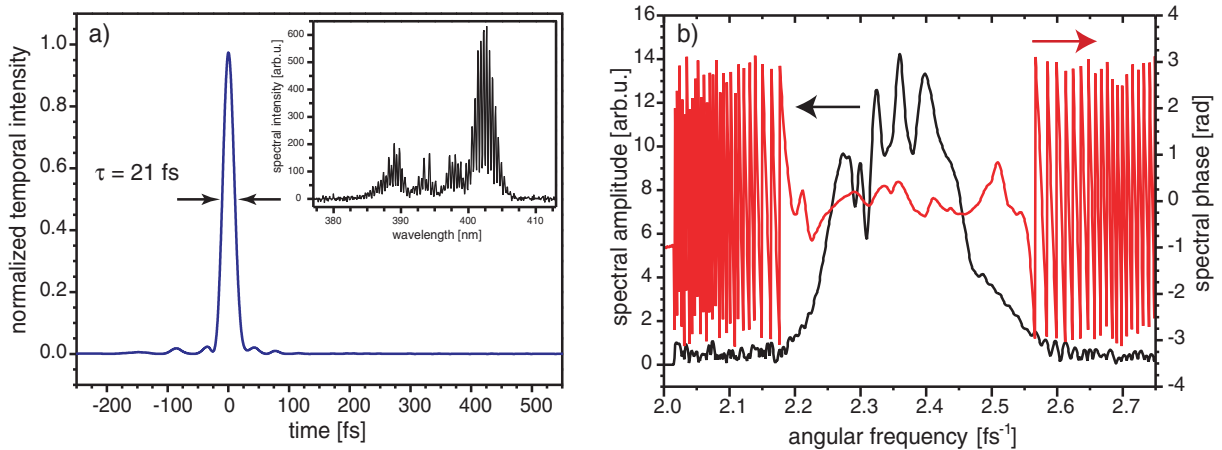 a)
normalized temporal intensity
1.0
0.8
0.6
0.4
0.2
0.0
τ = 21 fs
-200 -100 0 100 200 300 400 500
time [fs]
spectral intensity [arb.u.]
600
500
400
300
200
100
0
380 390 400 410
wavelength [nm]
b)
spectral amplitude [arb.u.]
16
14
12
10
8
6
4
2
0
2.0 2.1 2.2 2.3 2.4 2.5 2.6 2.7
angular frequency [fs⁻¹]
4
3
2
1
0
-1
-2
-3
-4
spectral phase [rad]